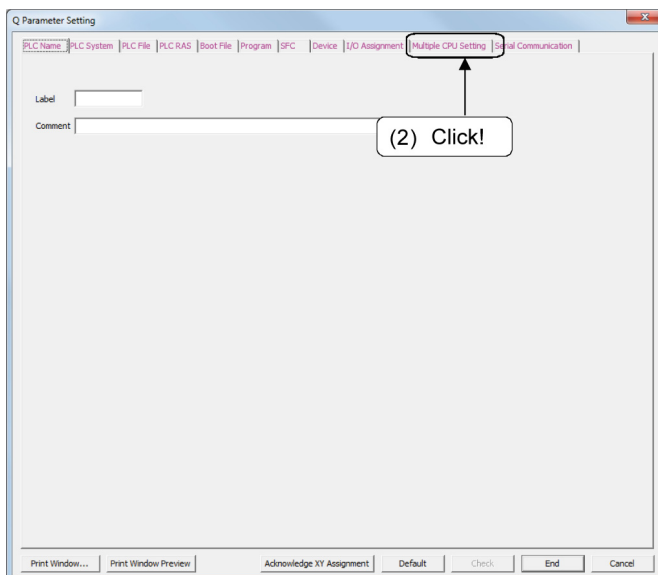 Q Parameter Setting
PLC Name PLC System PLC File PLC RAS Boot File Program SFC Device I/O Assignment Multiple CPU Setting Serial Communication
Label
Comment
(2) Click!
Print Window... Print Window Preview Acknowledge XY Assignment Default Check End Cancel